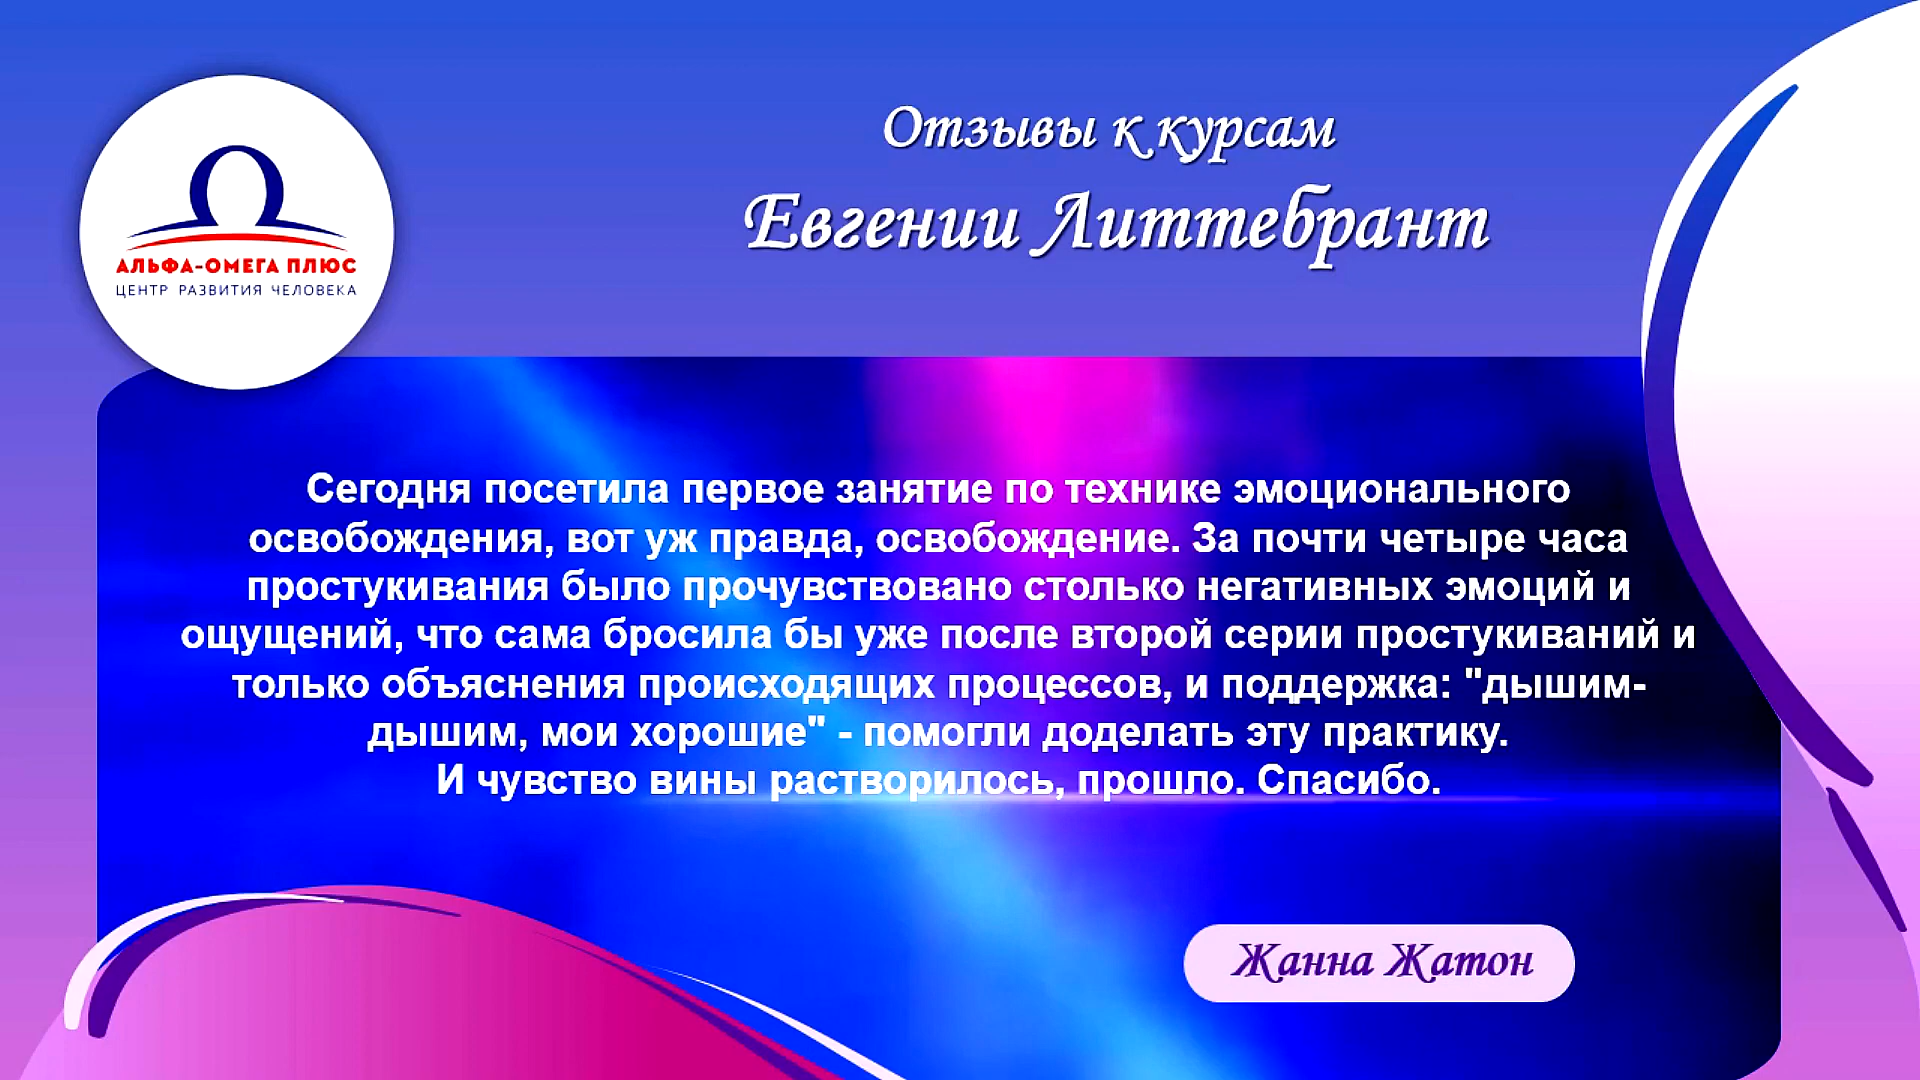 АЛЬФА-ОМЕГА ПЛЮС
ЦЕНТР РАЗВИТИЯ ЧЕЛОВЕКА
Отзывы к курсам
Евгении Литтебрант
Сегодня посетила первое занятие по технике эмоционального
освобождения, вот уж правда, освобождение. За почти четыре часа
простукивания было прочувствовано столько негативных эмоций и
ощущений, что сама бросила бы уже после второй серии простукиваний и
только объяснения происходящих процессов, и поддержка: "дышим-
дышим, мои хорошие" - помогли доделать эту практику.
И чувство вины растворилось, прошло. Спасибо.
Жанна Жатон